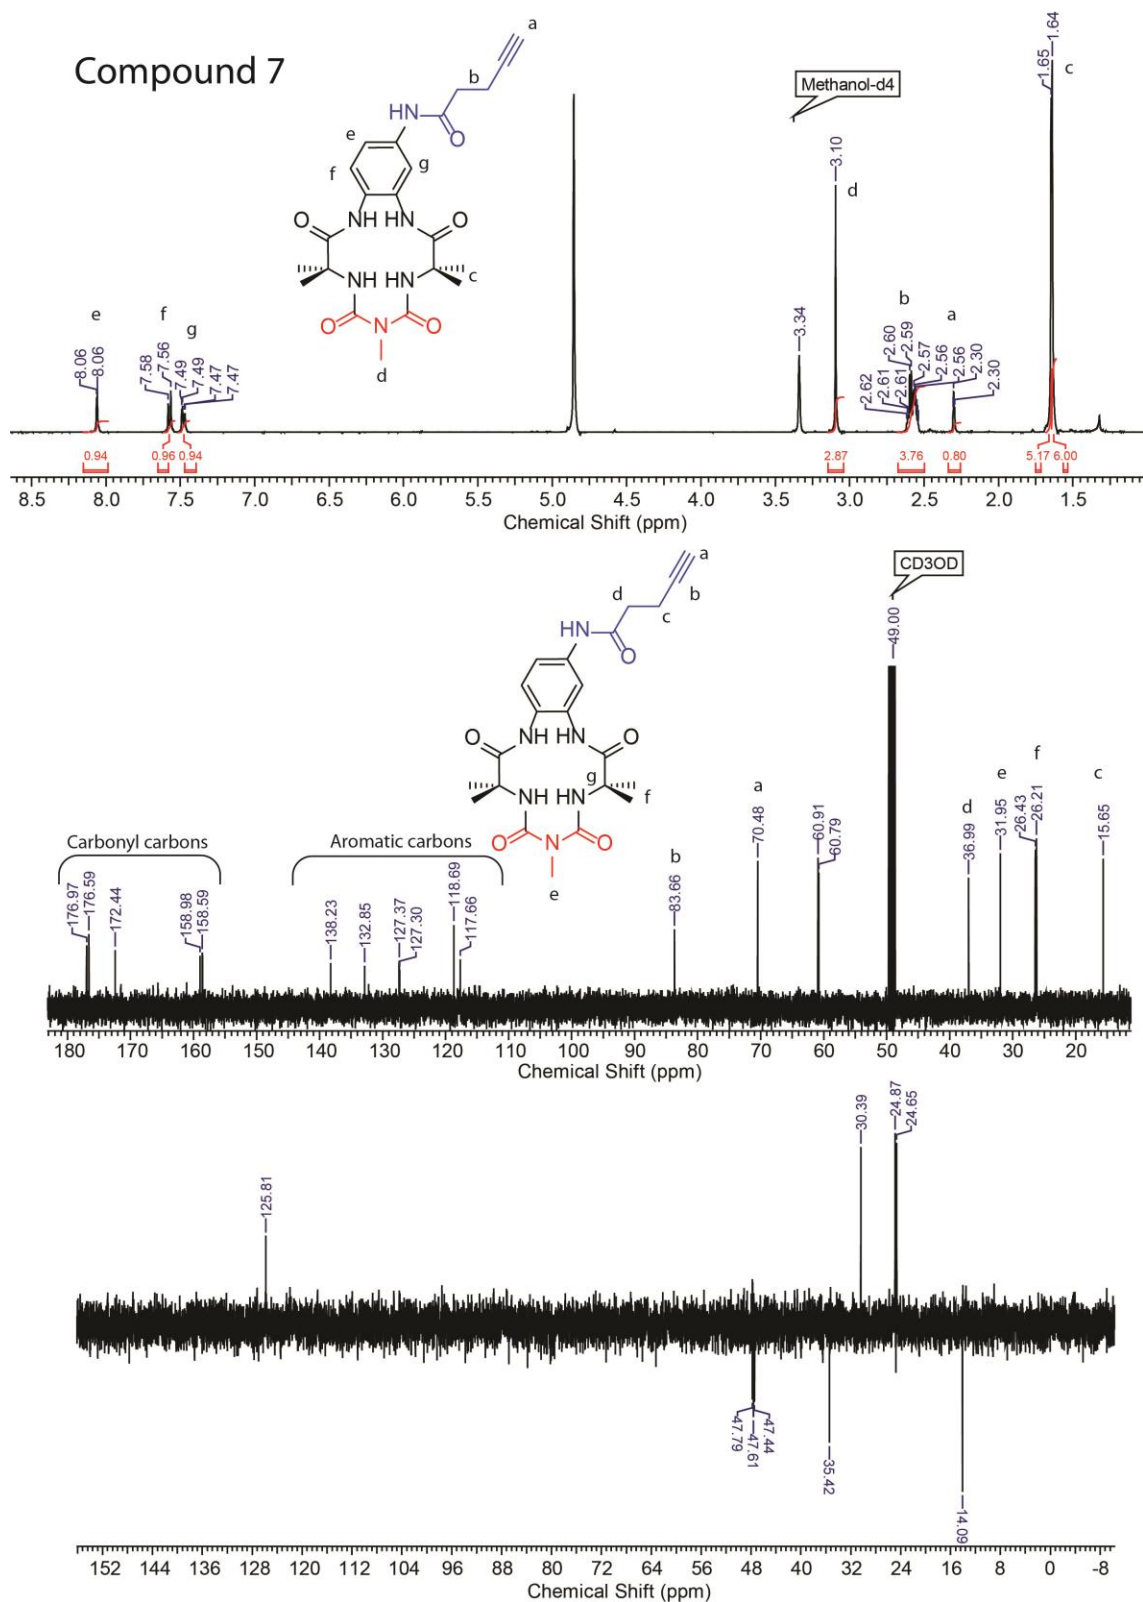 Compound 7
a
b
HN
O
e
f
g
NH HN
O
O
NH HN
c
O
N
O
d
Methanol-d4
e
8.06
8.06
f
7.58
7.56
g
7.49
7.49
7.47
7.47
3.34
3.10
d
b
2.62
2.61
2.61
2.60
2.59
2.57
2.56
2.56
a
2.30
2.30
1.65
1.64
c
0.94
0.96
0.94
2.87
3.76
0.80
5.17
6.00
8.5 8.0 7.5 7.0 6.5 6.0 5.5 5.0 4.5 4.0 3.5 3.0 2.5 2.0 1.5
Chemical Shift (ppm)
a
b
c
d
HN
O
NH HN
O
O
g
NH HN
f
O
N
O
e
CD3OD
49.00
Carbonyl carbons
176.97
176.59
172.44
158.98
158.59
Aromatic carbons
138.23
132.85
127.37
127.30
118.69
117.66
b
83.66
a
70.48
60.91
60.79
d
36.99
e
31.95
f
26.43
26.21
c
15.65
180 170 160 150 140 130 120 110 100 90 80 70 60 50 40 30 20
Chemical Shift (ppm)
125.81
47.79
47.61
47.44
35.42
30.39
24.87
24.65
14.09
152 144 136 128 120 112 104 96 88 80 72 64 56 48 40 32 24 16 8 0 -8
Chemical Shift (ppm)